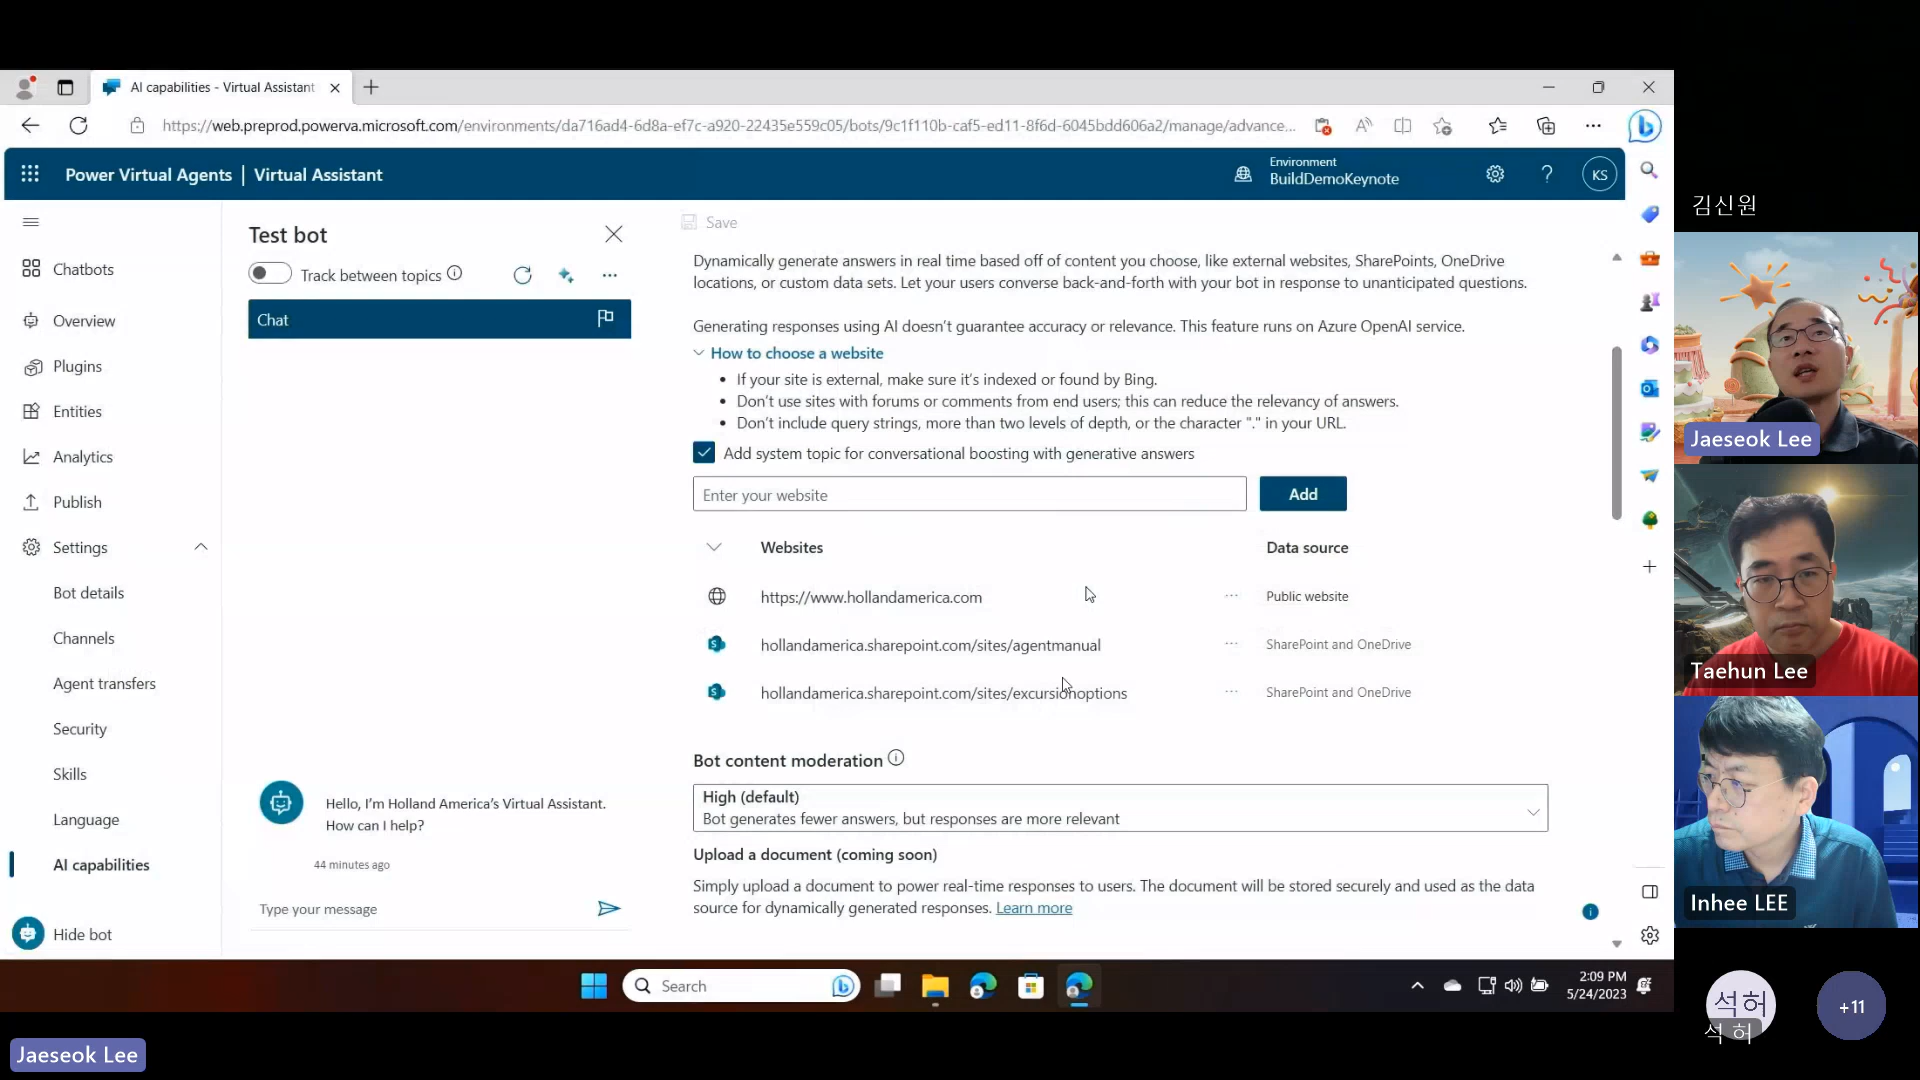 AI capabilities - Virtual Assistant
https://web.preprod.powerva.microsoft.com/environments/da716ad4-6d8a-ef7c-a920-22435e559c05/bots/9c1f110b-caf5-ed11-8f6d-6045bdd606a2/manage/advance...
Power Virtual Agents | Virtual Assistant
Environment
BuildDemoKeynote
KS
Chatbots
Overview
Plugins
Entities
Analytics
Publish
Settings
Bot details
Channels
Agent transfers
Security
Skills
Language
AI capabilities
Hide bot
Test bot
Track between topics
Chat
Hello, I'm Holland America's Virtual Assistant.
How can I help?
44 minutes ago
Type your message
Save
Dynamically generate answers in real time based off of content you choose, like external websites, SharePoints, OneDrive
locations, or custom data sets. Let your users converse back-and-forth with your bot in response to unanticipated questions.
Generating responses using AI doesn't guarantee accuracy or relevance. This feature runs on Azure OpenAI service.
How to choose a website
• If your site is external, make sure it's indexed or found by Bing.
• Don't use sites with forums or comments from end users; this can reduce the relevancy of answers.
• Don't include query strings, more than two levels of depth, or the character "." in your URL.
Add system topic for conversational boosting with generative answers
Enter your website
Add
Websites
Data source
https://www.hollandamerica.com
Public website
hollandamerica.sharepoint.com/sites/agentmanual
SharePoint and OneDrive
hollandamerica.sharepoint.com/sites/excursionoptions
SharePoint and OneDrive
Bot content moderation
High (default)
Bot generates fewer answers, but responses are more relevant
Upload a document (coming soon)
Simply upload a document to power real-time responses to users. The document will be stored securely and used as the data
source for dynamically generated responses. Learn more
Search
2:09 PM
5/24/2023
김신원
Jaeseok Lee
Taehun Lee
Inhee LEE
석허
석 허
+11
Jaeseok Lee